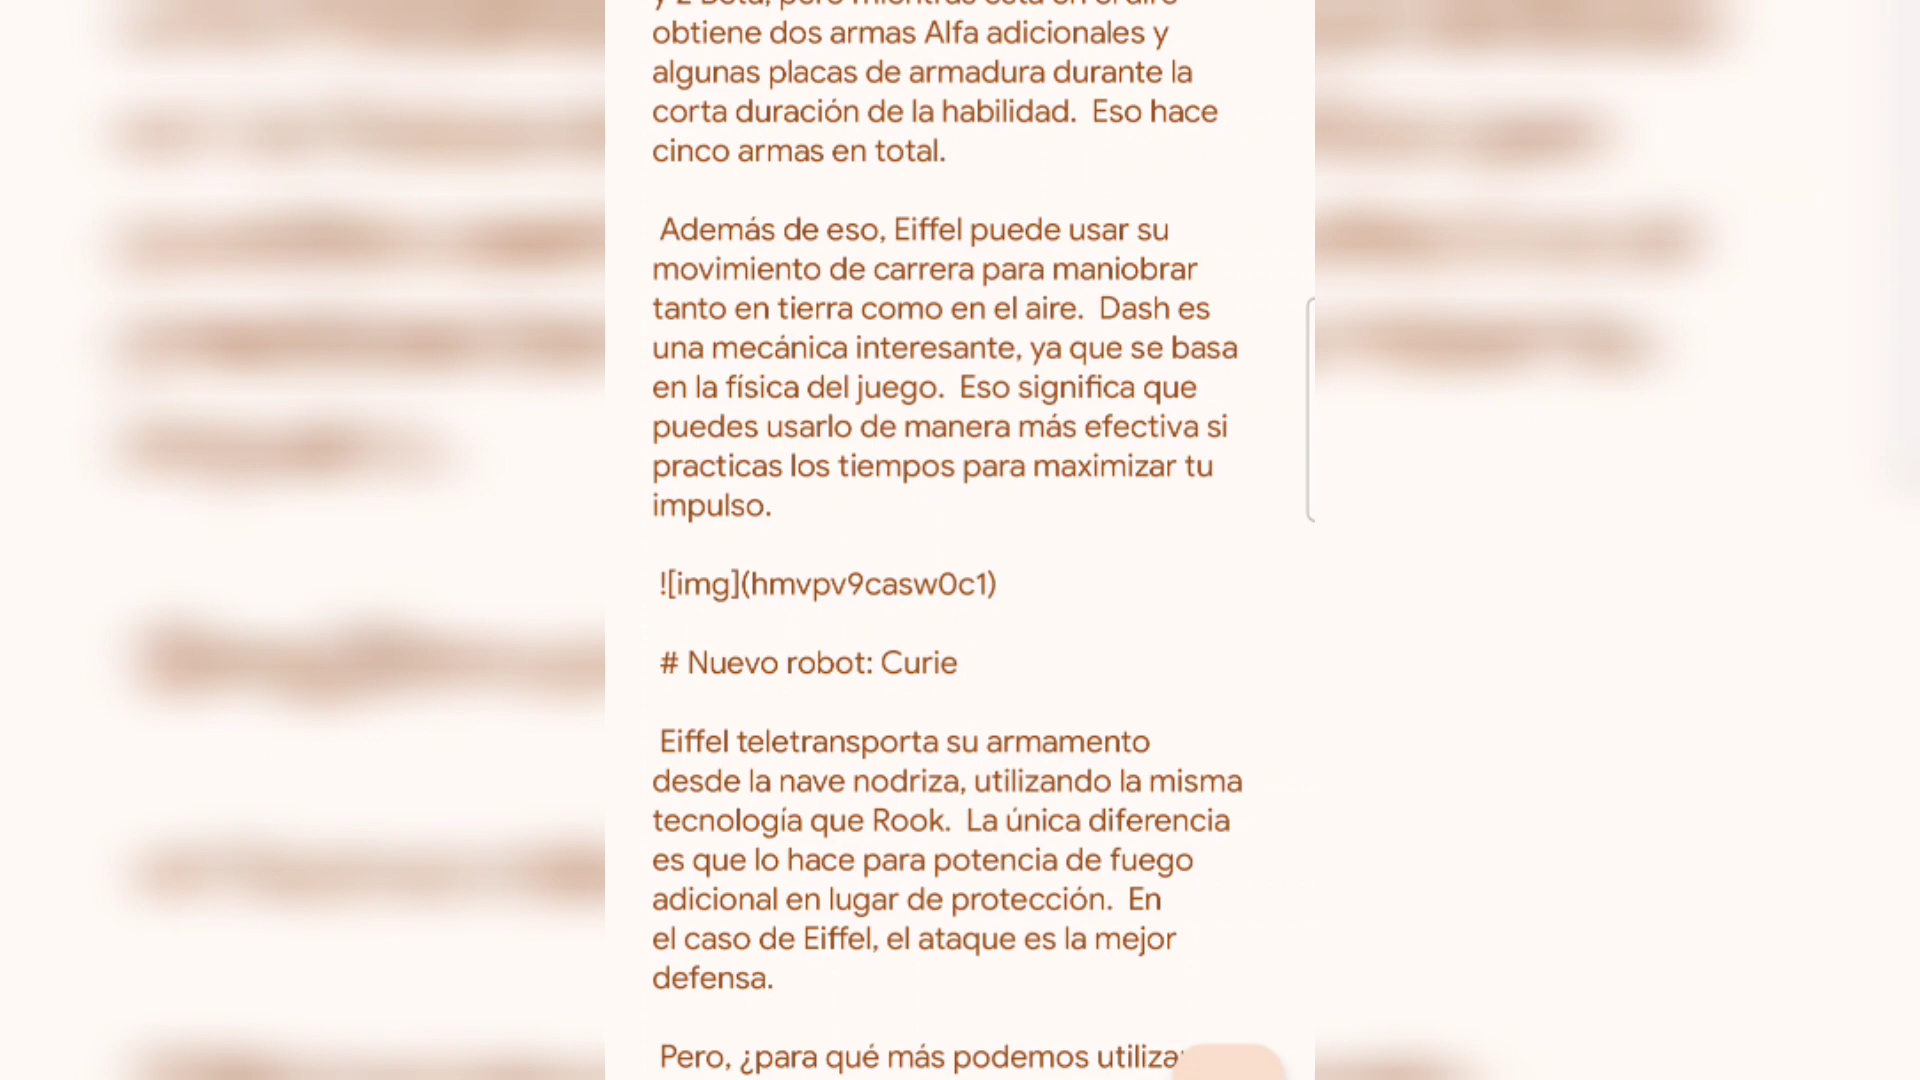 obtiene dos armas Alfa adicionales y
algunas placas de armadura durante la
corta duración de la habilidad.  Eso hace
cinco armas en total.
Además de eso, Eiffel puede usar su
movimiento de carrera para maniobrar
tanto en tierra como en el aire.  Dash es
una mecánica interesante, ya que se basa
en la física del juego.  Eso significa que
puedes usarlo de manera más efectiva si
practicas los tiempos para maximizar tu
impulso.
![img](hmvpv9casw0c1)
# Nuevo robot: Curie
Eiffel teletransporta su armamento
desde la nave nodriza, utilizando la misma
tecnología que Rook.  La única diferencia
es que lo hace para potencia de fuego
adicional en lugar de protección.  En
el caso de Eiffel, el ataque es la mejor
defensa.
Pero, ¿para qué más podemos